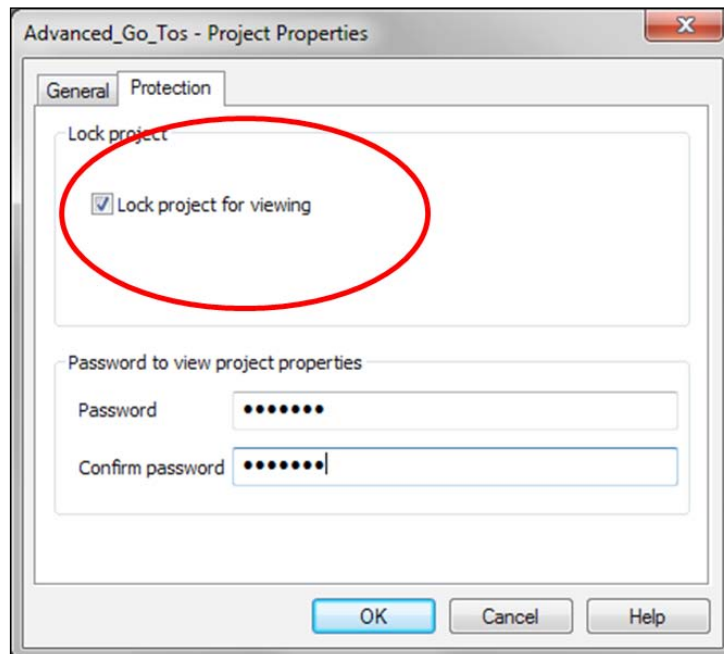 Advanced_Go_Tos - Project Properties
General Protection
Lock project
Lock project for viewing
Password to view project properties
Password •••••••
Confirm password •••••••
OK Cancel Help